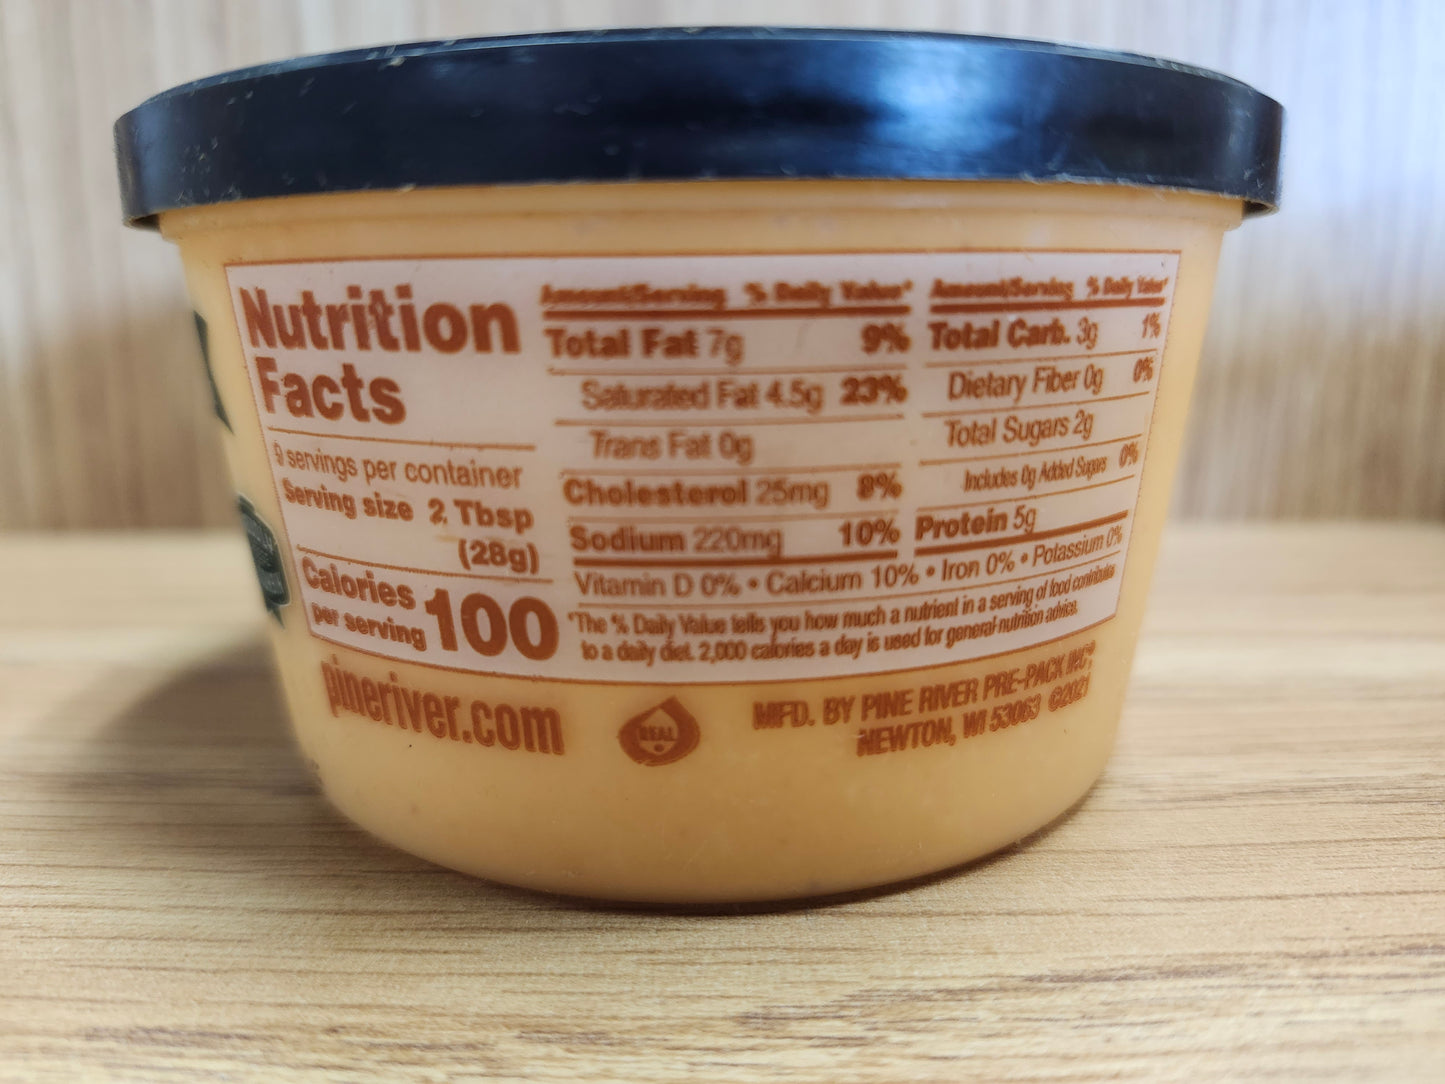 Nutrition
Facts
9 servings per container
Serving size 2 Tbsp
(28g)
Calories
per serving
100
Amount/Serving % Daily Value*
Total Fat 7g 9%
Saturated Fat 4.5g 23%
Trans Fat 0g
Cholesterol 25mg 8%
Sodium 220mg 10%
Amount/Serving % Daily Value*
Total Carb. 3g 1%
Dietary Fiber 0g 0%
Total Sugars 2g
Includes 0g Added Sugars 0%
Protein 5g
Vitamin D 0% • Calcium 10% • Iron 0% • Potassium 0%
*The % Daily Value tells you how much a nutrient in a serving of food contributes
to a daily diet. 2,000 calories a day is used for general nutrition advice.
pineriver.com
REAL
MFD. BY PINE RIVER PRE-PACK INC.
NEWTON, WI 53063 ©2021